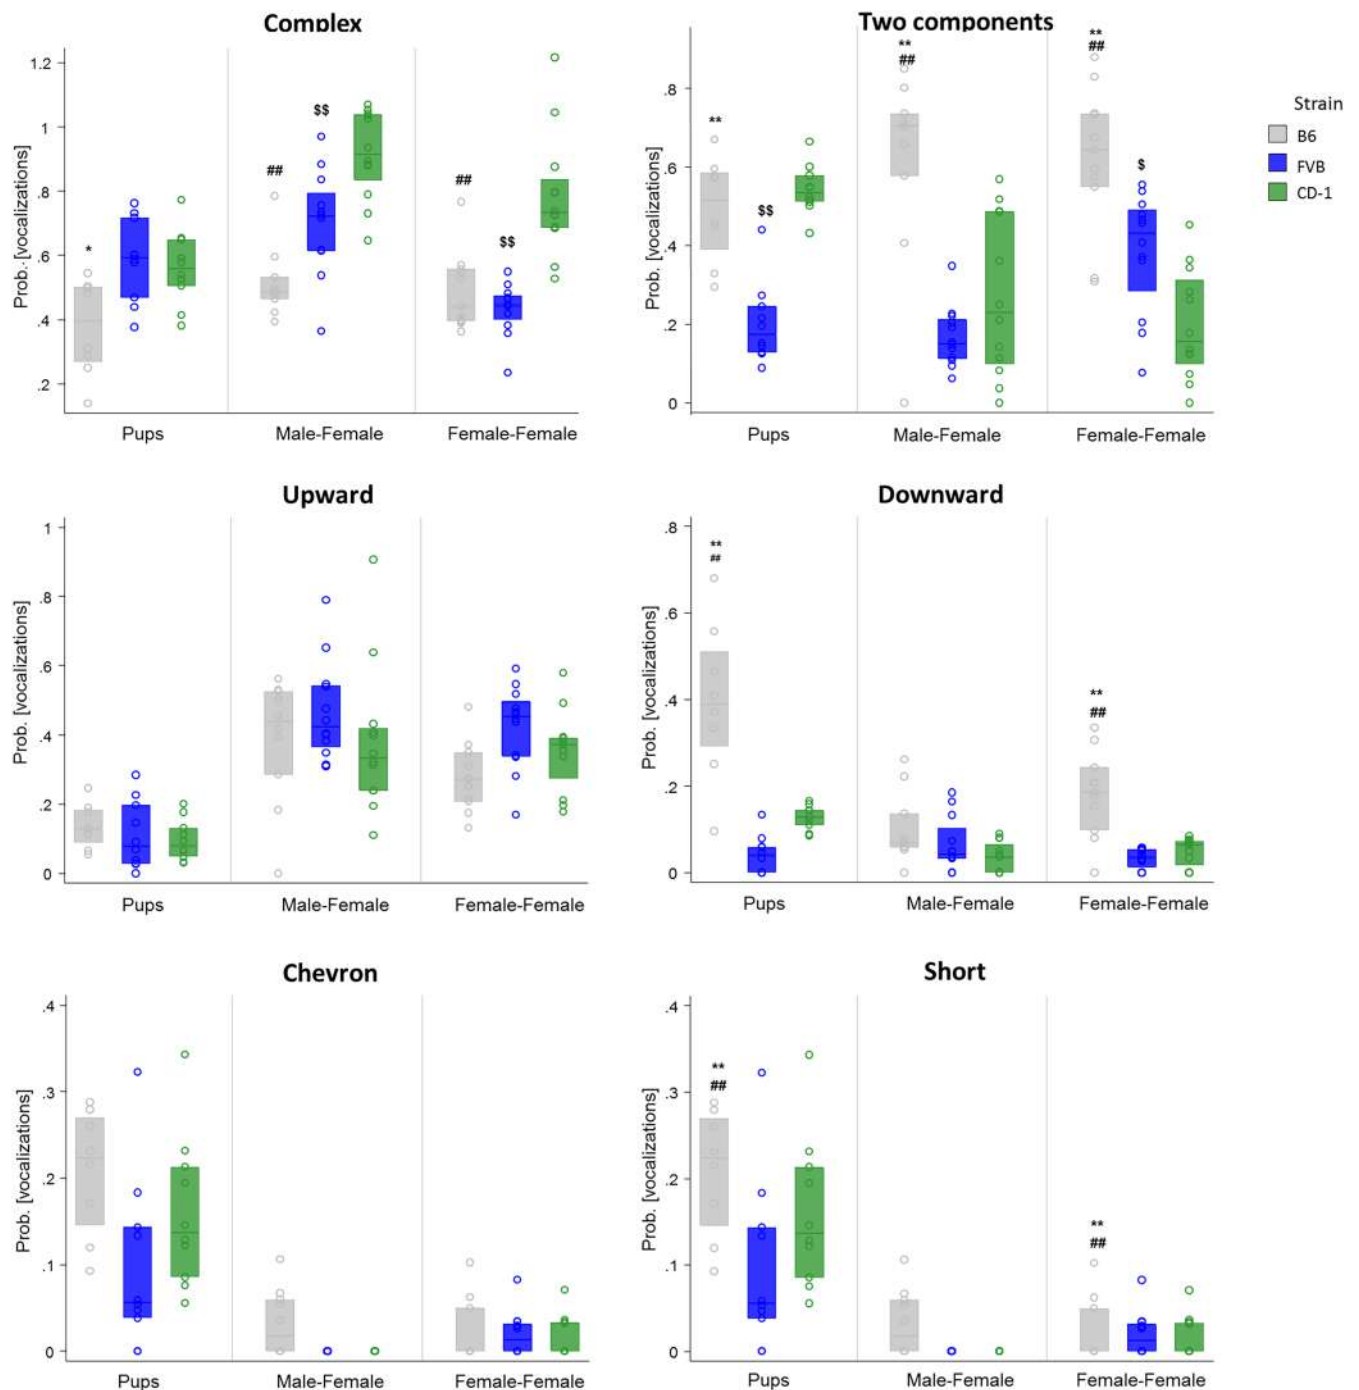 Complex
Two components
Strain
B6
FVB
CD-1
Prob. [vocalizations]
1.2
1
.8
.6
.4
.2
*
##
$$
##
$$
Pups
Male-Female
Female-Female
Prob. [vocalizations]
.8
.6
.4
.2
0
**
$$
**
##
**
##
$
Pups
Male-Female
Female-Female
Upward
Prob. [vocalizations]
1
.8
.6
.4
.2
0
Pups
Male-Female
Female-Female
Downward
Prob. [vocalizations]
0.8
.6
.4
.2
0
**
##
**
##
Pups
Male-Female
Female-Female
Chevron
Prob. [vocalizations]
.4
.3
.2
.1
0
Pups
Male-Female
Female-Female
Short
Prob. [vocalizations]
.4
.3
.2
.1
0
**
##
**
##
Pups
Male-Female
Female-Female